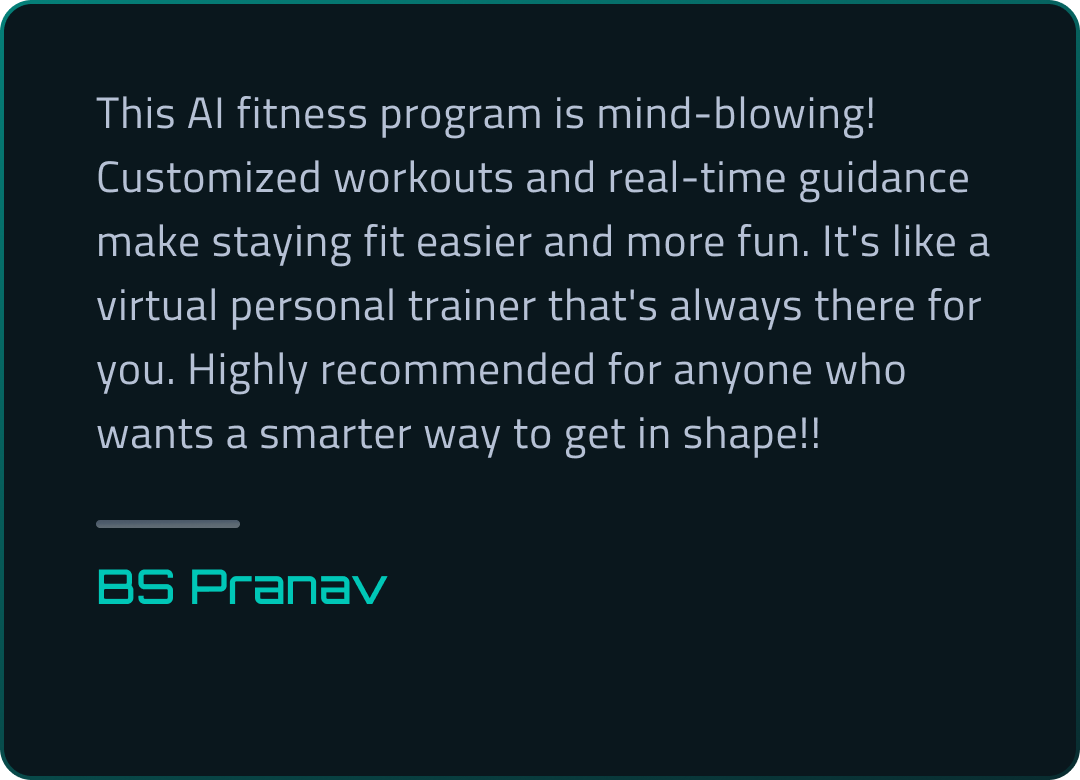 This AI fitness program is mind-blowing!
Customized workouts and real-time guidance
make staying fit easier and more fun. It's like a
virtual personal trainer that's always there for
you. Highly recommended for anyone who
wants a smarter way to get in shape!!
BS Pranav